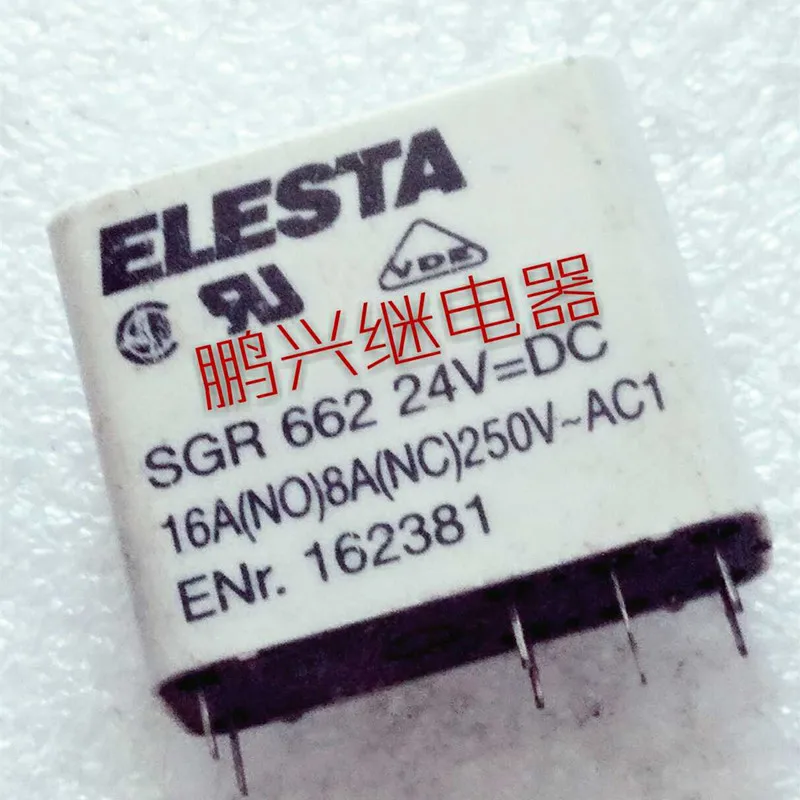 ELESTA
VDE
鹏兴继电器
SGR 662 24V=DC
16A(NO)8A(NC)250V~AC1
ENr. 162381